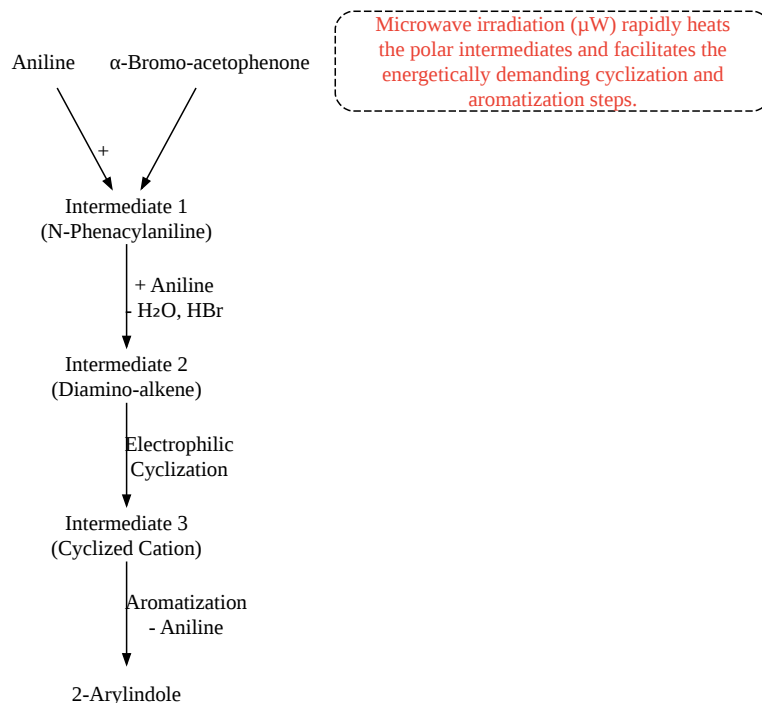 Microwave irradiation (µW) rapidly heats
the polar intermediates and facilitates the
energetically demanding cyclization and
aromatization steps.
Aniline
α-Bromo-acetophenone
+
Intermediate 1
(N-Phenacylaniline)
+ Aniline
- H₂O, HBr
Intermediate 2
(Diamino-alkene)
Electrophilic
Cyclization
Intermediate 3
(Cyclized Cation)
Aromatization
- Aniline
2-Arylindole